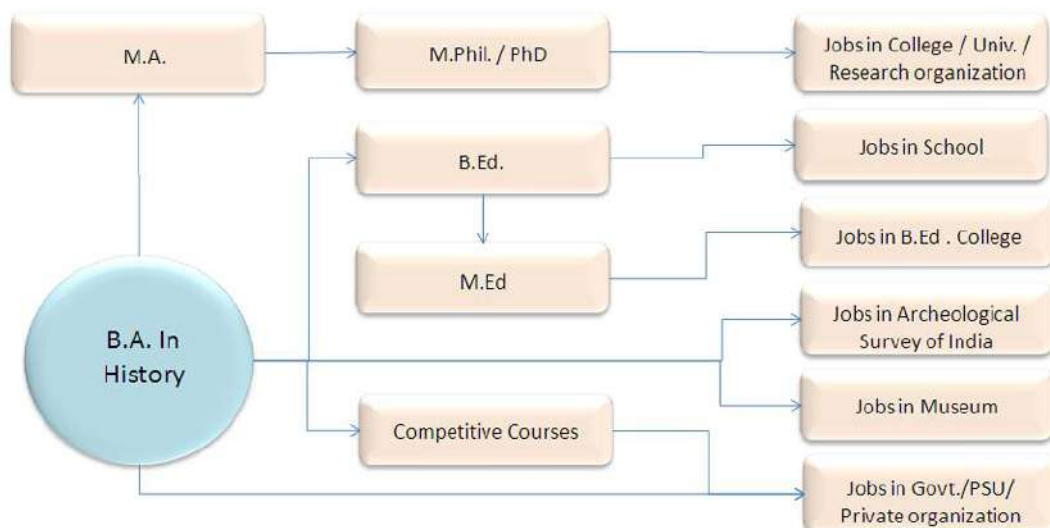 M.A.
M.Phil. / PhD
Jobs in College / Univ. /
Research organization
B.Ed.
Jobs in School
M.Ed
Jobs in B.Ed . College
B.A. In
History
Jobs in Archeological
Survey of India
Jobs in Museum
Competitive Courses
Jobs in Govt./PSU/
Private organization